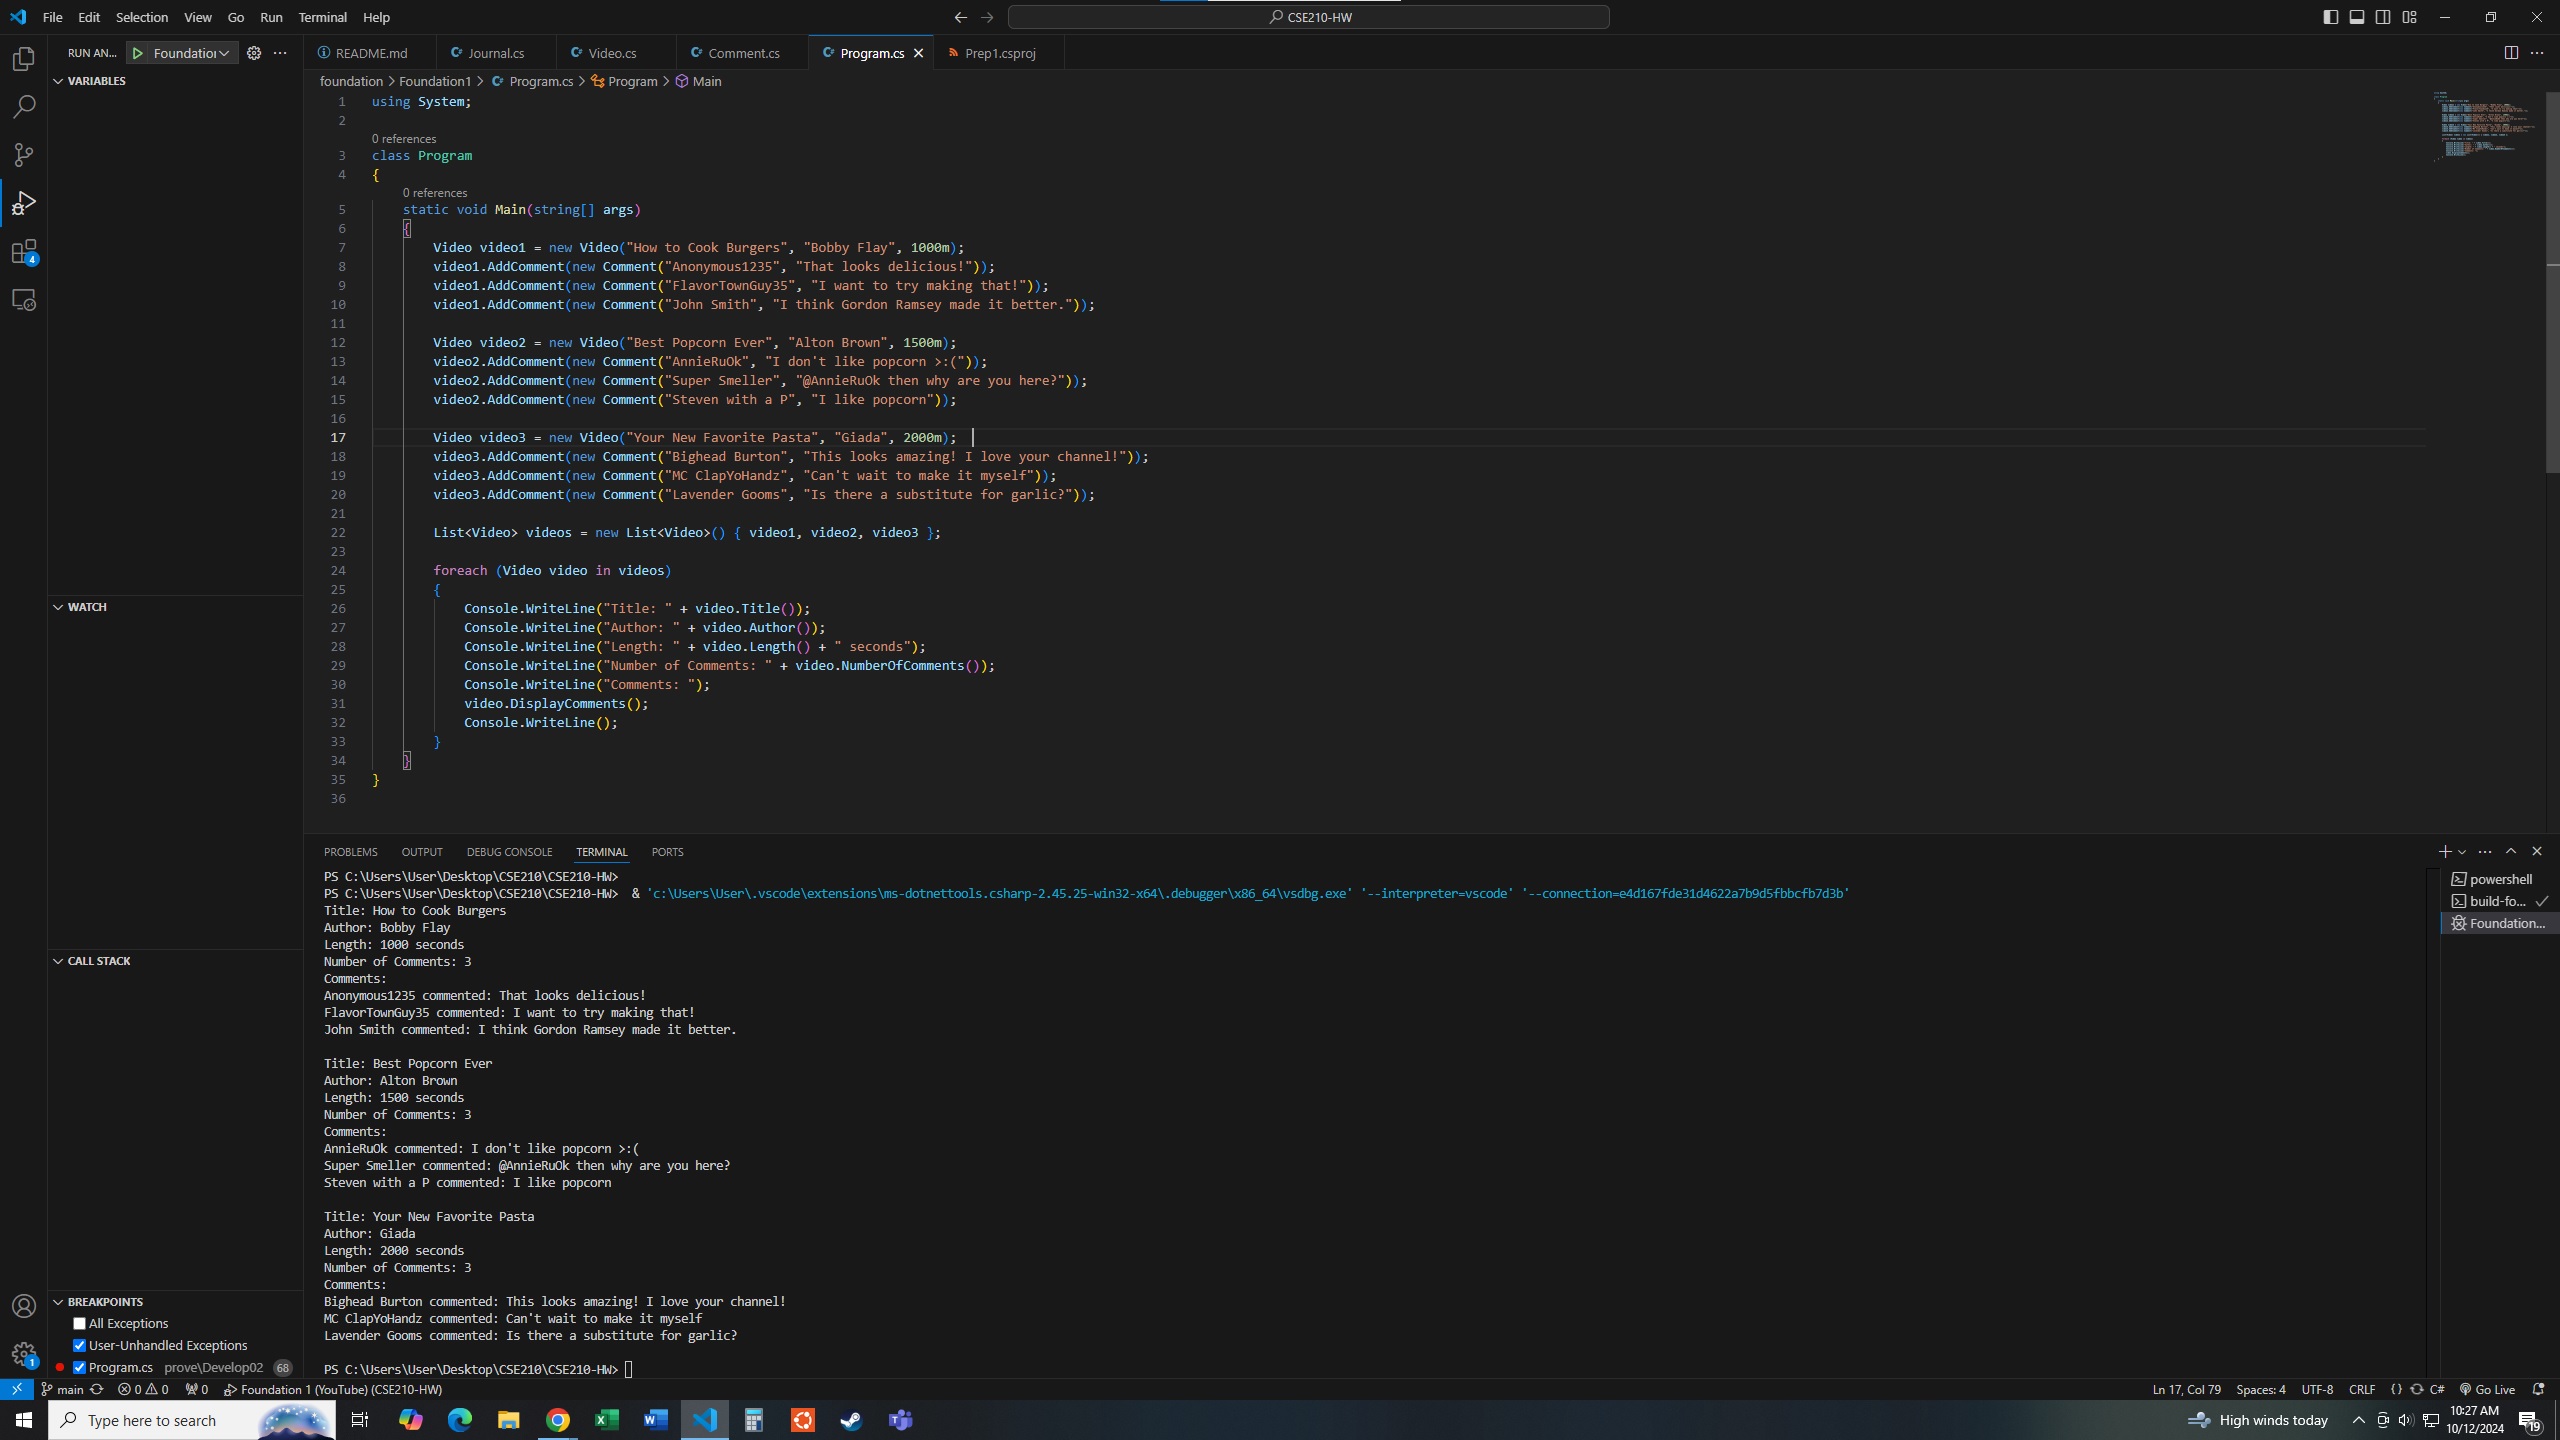 File Edit Selection View Go Run Terminal Help
CSE210-HW
RUN AN... Foundation
README.md Journal.cs Video.cs Comment.cs Program.cs Prep1.csproj
VARIABLES
foundation > Foundation1 > Program.cs > Program > Main
1 using System;
2
0 references
3 class Program
4 {
0 references
5 static void Main(string[] args)
6 {
7 Video video1 = new Video("How to Cook Burgers", "Bobby Flay", 1000m);
8 video1.AddComment(new Comment("Anonymous1235", "That looks delicious!"));
9 video1.AddComment(new Comment("FlavorTownGuy35", "I want to try making that!"));
10 video1.AddComment(new Comment("John Smith", "I think Gordon Ramsey made it better."));
11
12 Video video2 = new Video("Best Popcorn Ever", "Alton Brown", 1500m);
13 video2.AddComment(new Comment("AnnieRuOk", "I don't like popcorn >:("));
14 video2.AddComment(new Comment("Super Smeller", "@AnnieRuOk then why are you here?"));
15 video2.AddComment(new Comment("Steven with a P", "I like popcorn"));
16
17 Video video3 = new Video("Your New Favorite Pasta", "Giada", 2000m);
18 video3.AddComment(new Comment("Bighead Burton", "This looks amazing! I love your channel!"));
19 video3.AddComment(new Comment("MC ClapYoHandz", "Can't wait to make it myself"));
20 video3.AddComment(new Comment("Lavender Gooms", "Is there a substitute for garlic?"));
21
22 List<Video> videos = new List<Video>() { video1, video2, video3 };
23
24 foreach (Video video in videos)
25 {
26 Console.WriteLine("Title: " + video.Title());
27 Console.WriteLine("Author: " + video.Author());
28 Console.WriteLine("Length: " + video.Length() + " seconds");
29 Console.WriteLine("Number of Comments: " + video.NumberOfComments());
30 Console.WriteLine("Comments: ");
31 video.DisplayComments();
32 Console.WriteLine();
33 }
34 }
35 }
36
4
WATCH
CALL STACK
BREAKPOINTS
All Exceptions
User-Unhandled Exceptions
Program.cs prove\Develop02 68
1
PROBLEMS OUTPUT DEBUG CONSOLE TERMINAL PORTS
PS C:\Users\User\Desktop\CSE210\CSE210-HW>
PS C:\Users\User\Desktop\CSE210\CSE210-HW> & 'c:\Users\User\.vscode\extensions\ms-dotnettools.csharp-2.45.25-win32-x64\.debugger\x86_64\vsdbg.exe' '--interpreter=vscode' '--connection=e4d167fde31d4622a7b9d5fbbcfb7d3b'
Title: How to Cook Burgers
Author: Bobby Flay
Length: 1000 seconds
Number of Comments: 3
Comments:
Anonymous1235 commented: That looks delicious!
FlavorTownGuy35 commented: I want to try making that!
John Smith commented: I think Gordon Ramsey made it better.
Title: Best Popcorn Ever
Author: Alton Brown
Length: 1500 seconds
Number of Comments: 3
Comments:
AnnieRuOk commented: I don't like popcorn >:(
Super Smeller commented: @AnnieRuOk then why are you here?
Steven with a P commented: I like popcorn
Title: Your New Favorite Pasta
Author: Giada
Length: 2000 seconds
Number of Comments: 3
Comments:
Bighead Burton commented: This looks amazing! I love your channel!
MC ClapYoHandz commented: Can't wait to make it myself
Lavender Gooms commented: Is there a substitute for garlic?
PS C:\Users\User\Desktop\CSE210\CSE210-HW>
powershell
build-fo...
Foundation...
main 0 0 0 Foundation 1 (YouTube) (CSE210-HW)
Ln 17, Col 79 Spaces: 4 UTF-8 CRLF {} C# Go Live
Type here to search
High winds today
10:27 AM
10/12/2024
19